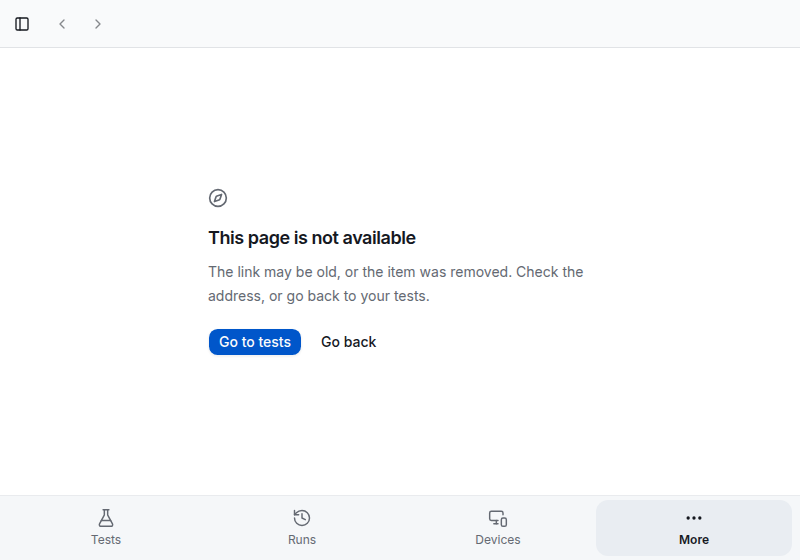 This page is not available
The link may be old, or the item was removed. Check the
address, or go back to your tests.
Go to tests Go back
Tests Runs Devices More